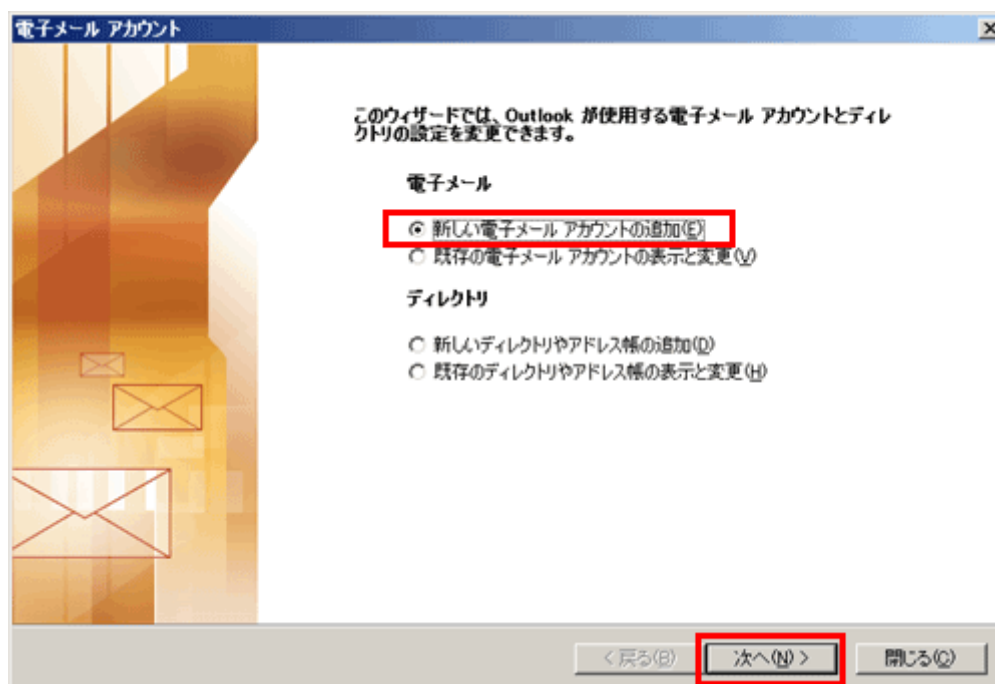 電子メール アカウント
このウィザードでは、Outlook が使用する電子メール アカウントとディレ
クトリの設定を変更できます。
電子メール
新しい電子メール アカウントの追加(E)
既存の電子メール アカウントの表示と変更(V)
ディレクトリ
新しいディレクトリやアドレス帳の追加(D)
既存のディレクトリやアドレス帳の表示と変更(H)
< 戻る(B) 次へ(N) > 閉じる(C)